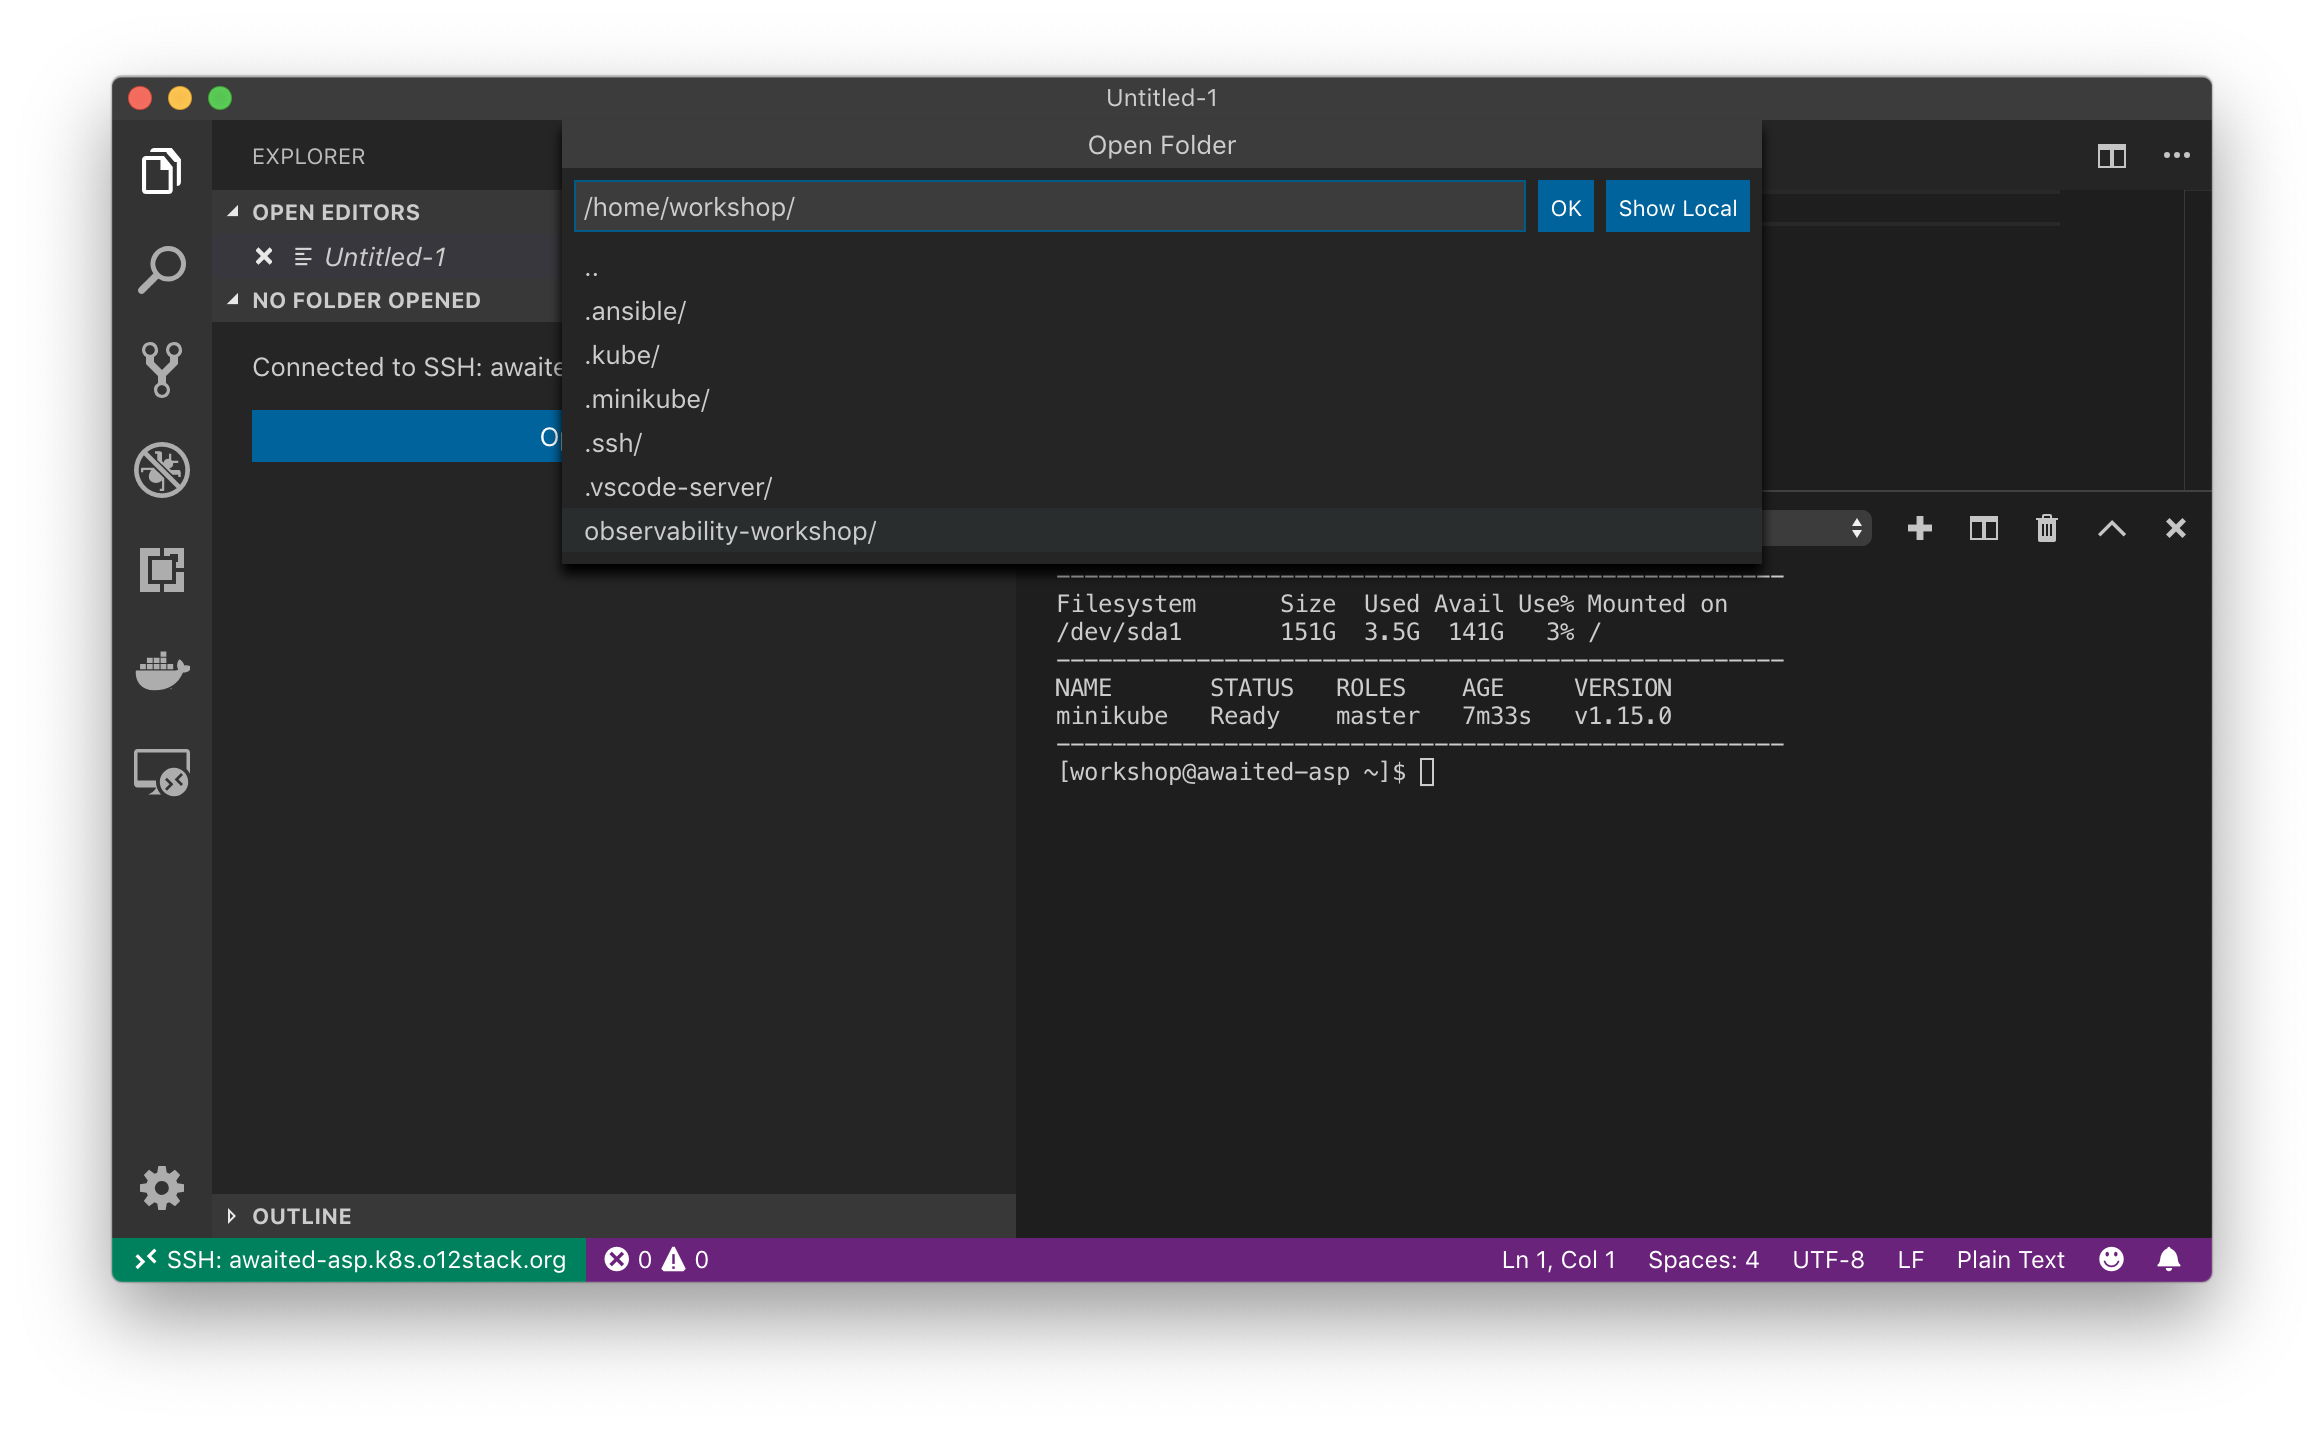 Untitled-1
EXPLORER
OPEN EDITORS
Untitled-1
NO FOLDER OPENED
Connected to SSH:
Open Folder
/home/workshop/
OK
Show Local
..
.ansible/
.kube/
.minikube/
.ssh/
.vscode-server/
observability-workshop/
Filesystem Size Used Avail Use% Mounted on
/dev/sda1 151G 3.5G 141G 3% /
NAME STATUS ROLES AGE VERSION
minikube Ready master 7m33s v1.15.0
[workshop@awaited-asp ~]$
OUTLINE
SSH: awaited-asp.k8s.o12stack.org
0
0
Ln 1, Col 1
Spaces: 4
UTF-8
LF
Plain Text